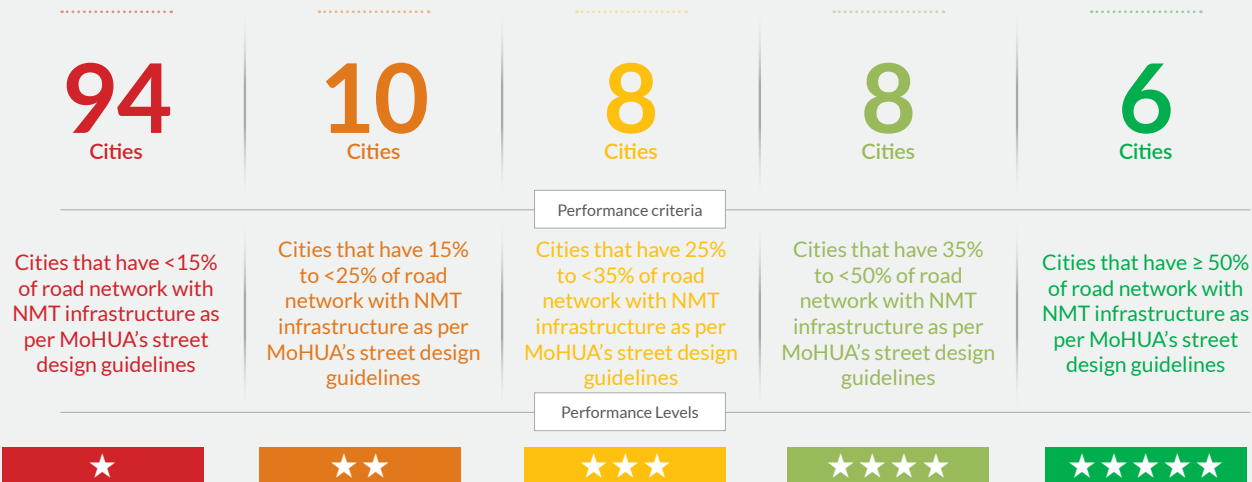 94
Cities
10
Cities
8
Cities
8
Cities
6
Cities
Performance criteria
Cities that have <15%
of road network with
NMT infrastructure as
per MoHUA’s street
design guidelines
Cities that have 15%
to <25% of road
network with NMT
infrastructure as per
MoHUA’s street design
guidelines
Cities that have 25%
to <35% of road
network with NMT
infrastructure as per
MoHUA’s street design
guidelines
Cities that have 35%
to <50% of road
network with NMT
infrastructure as per
MoHUA’s street design
guidelines
Cities that have ≥ 50%
of road network with
NMT infrastructure as
per MoHUA’s street
design guidelines
Performance Levels